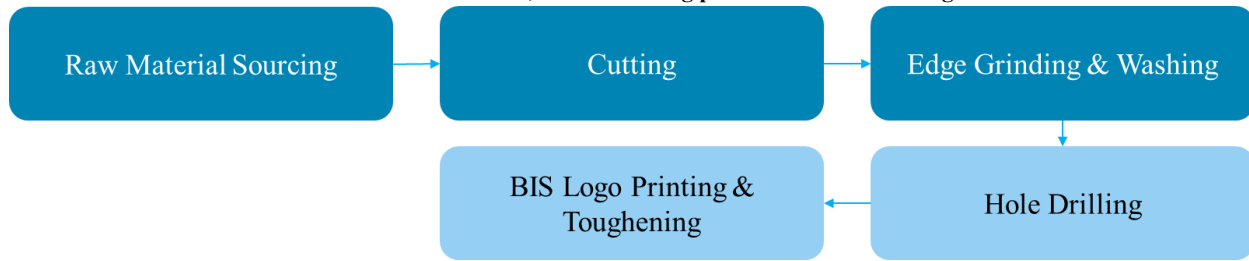 Raw Material Sourcing
Cutting
Edge Grinding & Washing
BIS Logo Printing &
Toughening
Hole Drilling